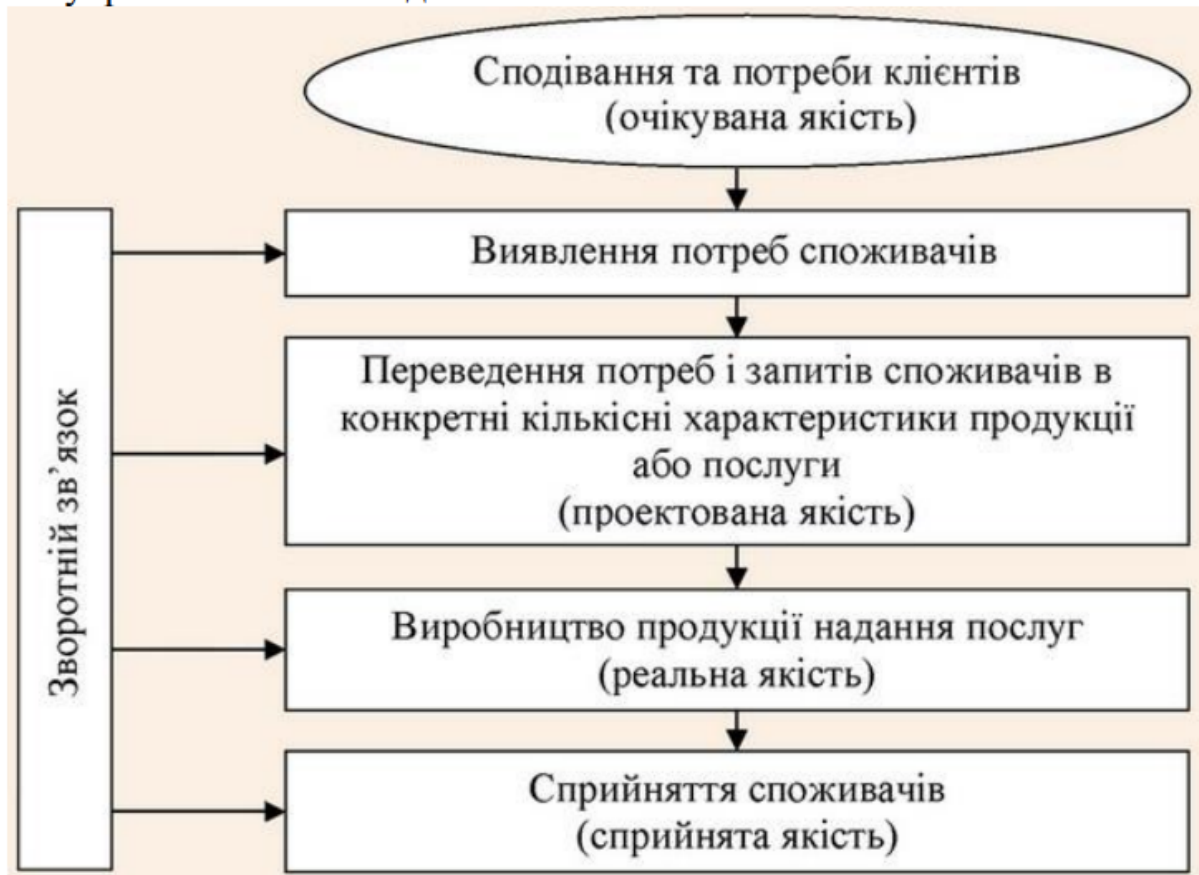 Сподівання та потреби клієнтів
(очікувана якість)
Виявлення потреб споживачів
Переведення потреб і запитів споживачів в
конкретні кількісні характеристики продукції
або послуги
(проектована якість)
Виробництво продукції надання послуг
(реальна якість)
Сприйняття споживачів
(сприйнята якість)
Зворотній зв’язок